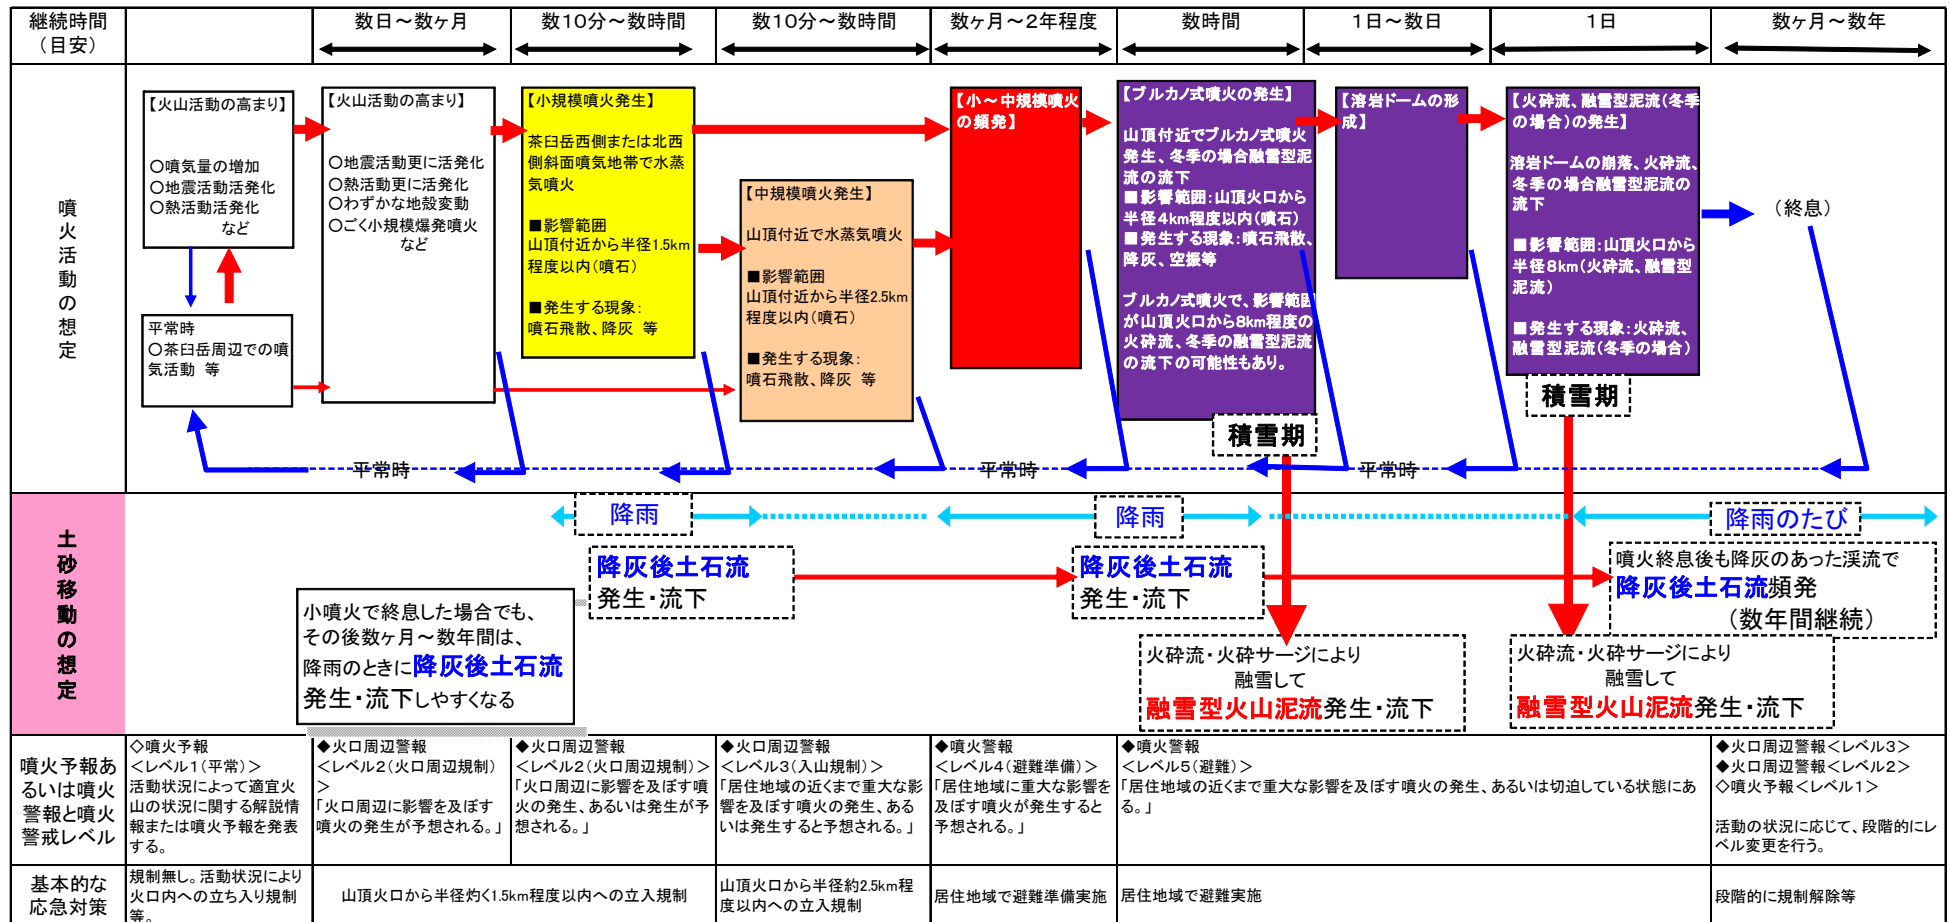 継続時間
（目安）
数日～数ヶ月
数10分～数時間
数10分～数時間
数ヶ月～2年程度
数時間
1日～数日
1日
数ヶ月～数年
噴火活動の想定
【火山活動の高まり】
○噴気量の増加
○地震活動活発化
○熱活動活発化
など
平常時
○茶臼岳周辺での噴
気活動 等
【火山活動の高まり】
○地震活動更に活発化
○熱活動更に活発化
○わずかな地殻変動
○ごく小規模爆発噴火
など
【小規模噴火発生】
茶臼岳西側または北西
側斜面噴気地帯で水蒸
気噴火
■影響範囲
山頂付近から半径1.5km
程度以内（噴石）
■発生する現象：
噴石飛散、降灰 等
【中規模噴火発生】
山頂付近で水蒸気噴火
■影響範囲
山頂付近から半径2.5km
程度以内（噴石）
■発生する現象：
噴石飛散、降灰 等
【小～中規模噴火
の頻発】
【ブルカノ式噴火の発生】
山頂付近でブルカノ式噴火
発生、冬季の場合融雪型泥
流の流下
■影響範囲：山頂火口から
半径4km程度以内（噴石）
■発生する現象：噴石飛散、
降灰、空振等
ブルカノ式噴火で、影響範囲
が山頂火口から8km程度の
火砕流、冬季の融雪型泥流
の流下の可能性もあり。
【溶岩ドームの形
成】
【火砕流、融雪型泥流（冬季
の場合）の発生】
溶岩ドームの崩落、火砕流、
冬季の場合融雪型泥流の
流下
■影響範囲：山頂火口から
半径8km（火砕流、融雪型
泥流）
■発生する現象：火砕流、
融雪型泥流（冬季の場合）
（終息）
積雪期
積雪期
平常時
平常時
平常時
土砂移動の想定
降雨
降雨
降雨のたび
降灰後土石流
発生・流下
降灰後土石流
発生・流下
噴火終息後も降灰のあった渓流で
降灰後土石流頻発
（数年間継続）
小噴火で終息した場合でも、
その後数ヶ月～数年間は、
降雨のときに降灰後土石流
発生・流下しやすくなる
火砕流・火砕サージにより
融雪して
融雪型火山泥流発生・流下
火砕流・火砕サージにより
融雪して
融雪型火山泥流発生・流下
噴火予報あ
るいは噴火
警報と噴火
警戒レベル
◇噴火予報
＜レベル1（平常）＞
活動状況によって適宜火
山の状況に関する解説情
報または噴火予報を発表
する。
◆火口周辺警報
＜レベル2（火口周辺規制）
＞
「火口周辺に影響を及ぼす
噴火の発生が予想される。」
◆火口周辺警報
＜レベル2（火口周辺規制）＞
「火口周辺に影響を及ぼす噴
火の発生、あるいは発生が予
想される。」
◆火口周辺警報
＜レベル3（入山規制）＞
「居住地域の近くまで重大な影
響を及ぼす噴火の発生、ある
いは発生すると予想される。」
◆噴火警報
＜レベル4（避難準備）＞
「居住地域に重大な影響を
及ぼす噴火が発生すると
予想される。」
◆噴火警報
＜レベル5（避難）＞
「居住地域の近くまで重大な影響を及ぼす噴火の発生、あるいは切迫している状態にあ
る。」
◆火口周辺警報＜レベル3＞
◆火口周辺警報＜レベル2＞
◇噴火予報＜レベル1＞
活動の状況に応じて、段階的にレ
ベル変更を行う。
基本的な
応急対策
規制無し。活動状況により
火口内への立ち入り規制
等。
山頂火口から半径灼く1.5km程度以内への立入規制
山頂火口から半径約2.5km程
度以内への立入規制
居住地域で避難準備実施
居住地域で避難実施
段階的に規制解除等